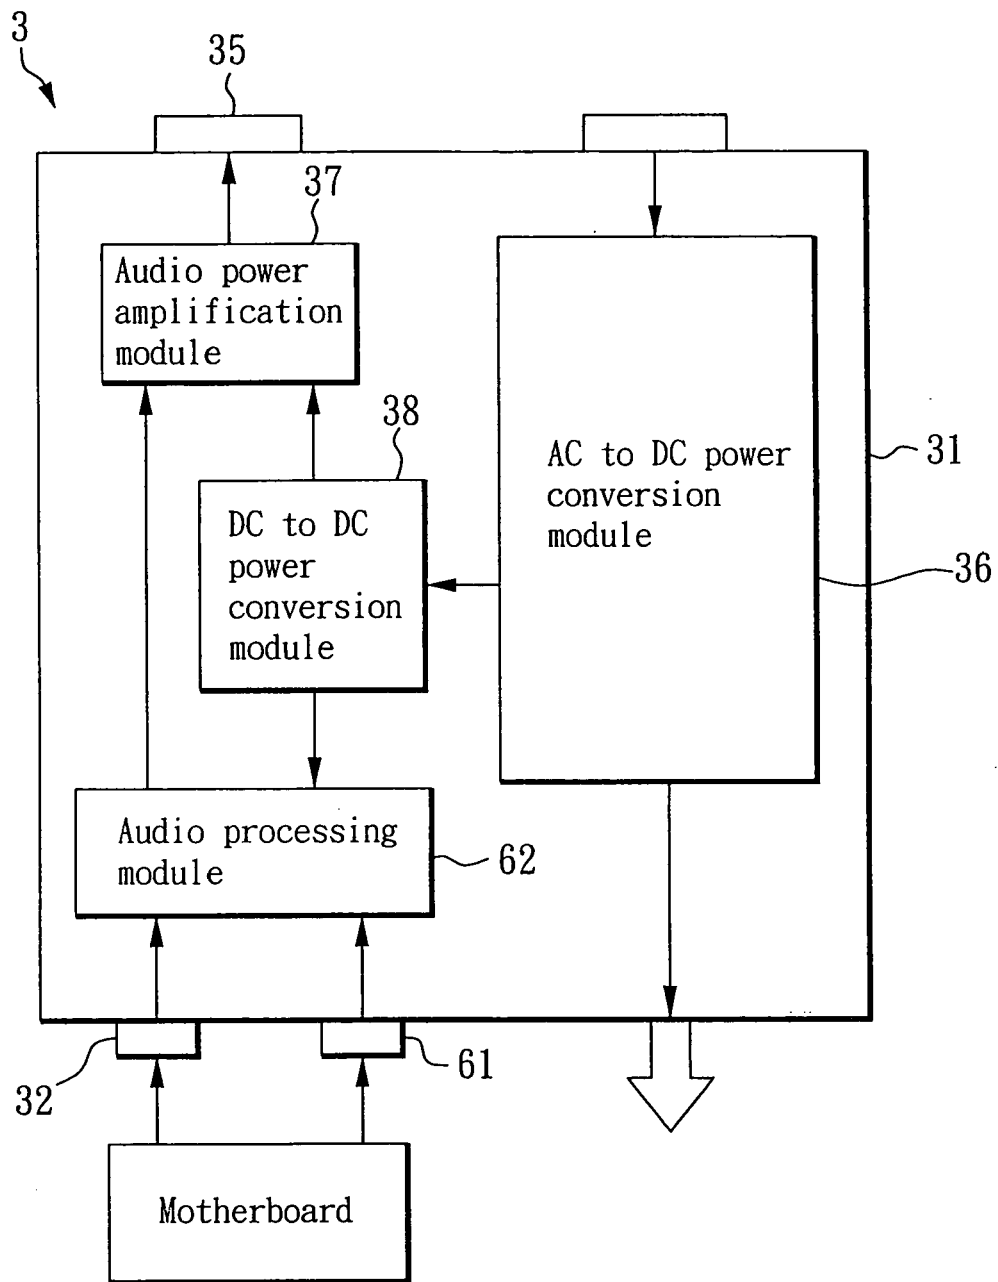 3
35
37
Audio power
amplification
module
38
DC to DC
power
conversion
module
AC to DC power
conversion
module
31
36
Audio processing
module
62
32
61
Motherboard